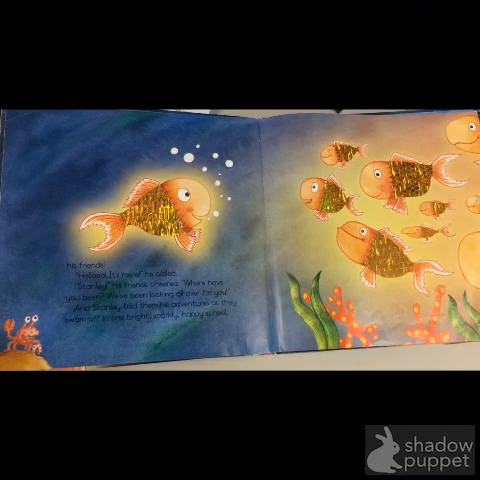 his friends!
"Hellooo! It's me!" he called.
"Stanley!" his friends cheered. "Where have
you been? We've been looking all over for you!"
And Stanley told them his adventures as they
swam off in one bright, sparkly, happy school.
shadow
puppet